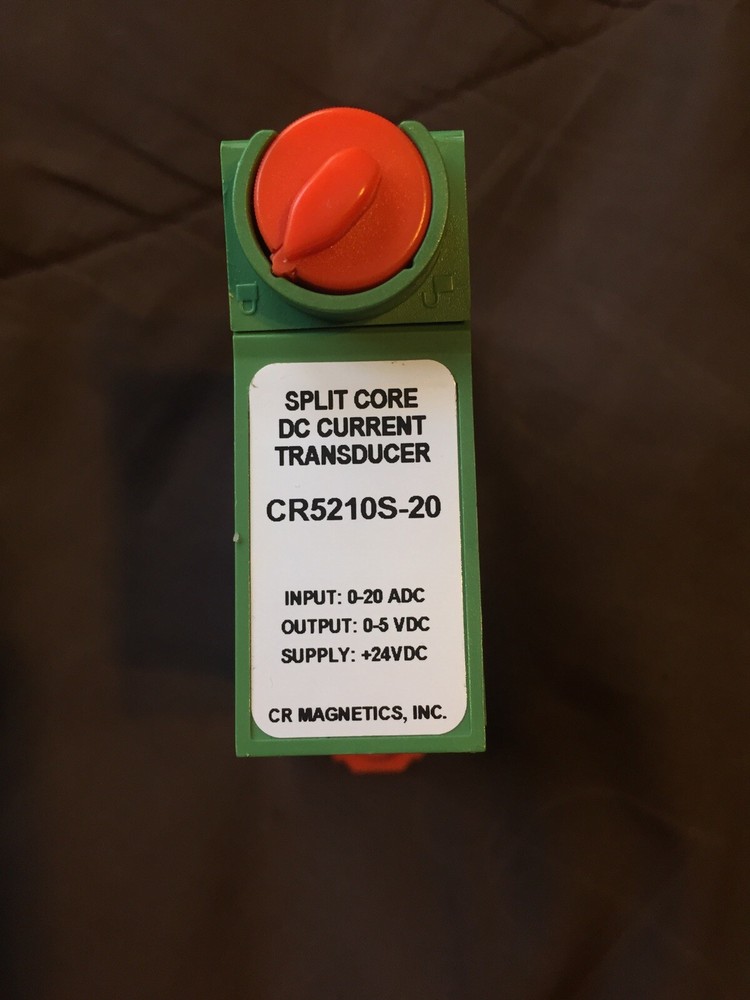 SPLIT CORE
DC CURRENT
TRANSDUCER
CR5210S-20
INPUT: 0-20 ADC
OUTPUT: 0-5 VDC
SUPPLY: +24VDC
CR MAGNETICS, INC.